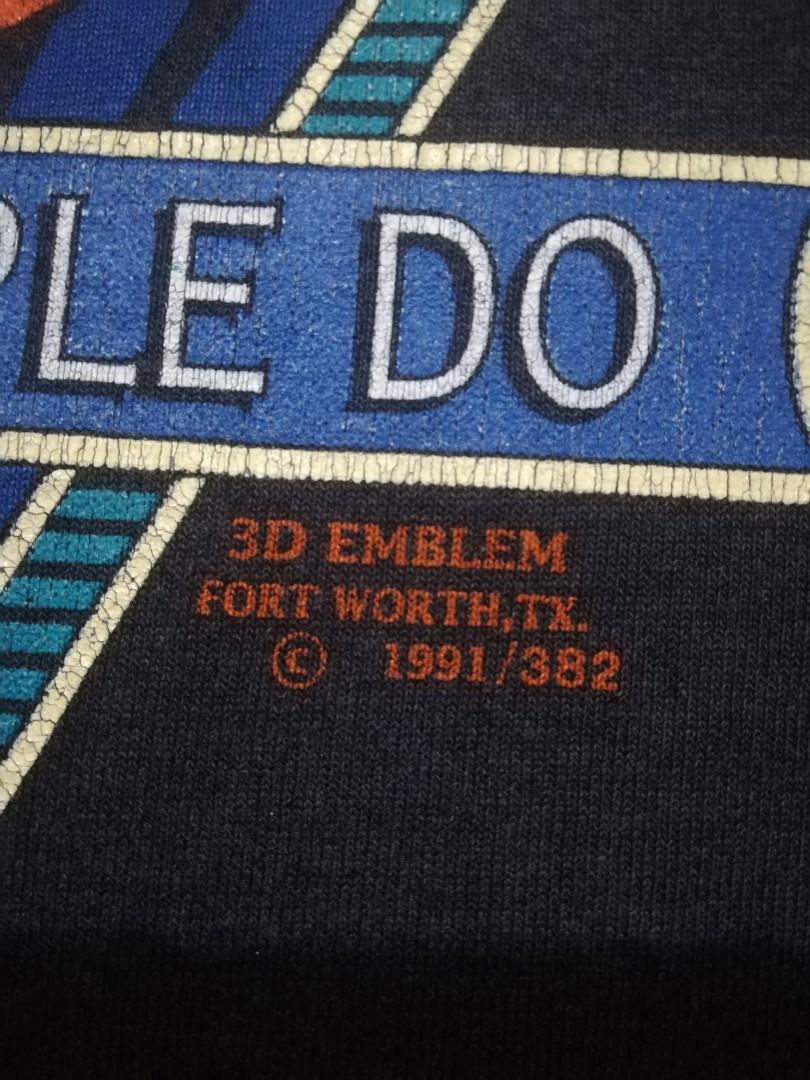 PLE DO
3D EMBLEM
FORT WORTH,TX.
© 1991/382